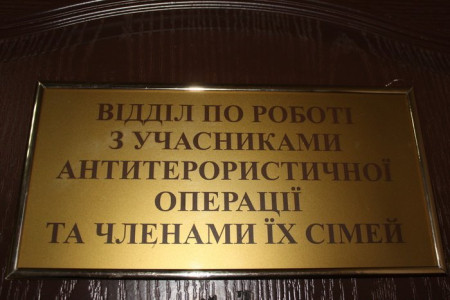 ВІДДІЛ ПО РОБОТІ
З УЧАСНИКАМИ
АНТИТЕРОРИСТИЧНОЇ
ОПЕРАЦІЇ
ТА ЧЛЕНАМИ ЇХ СІМЕЙ